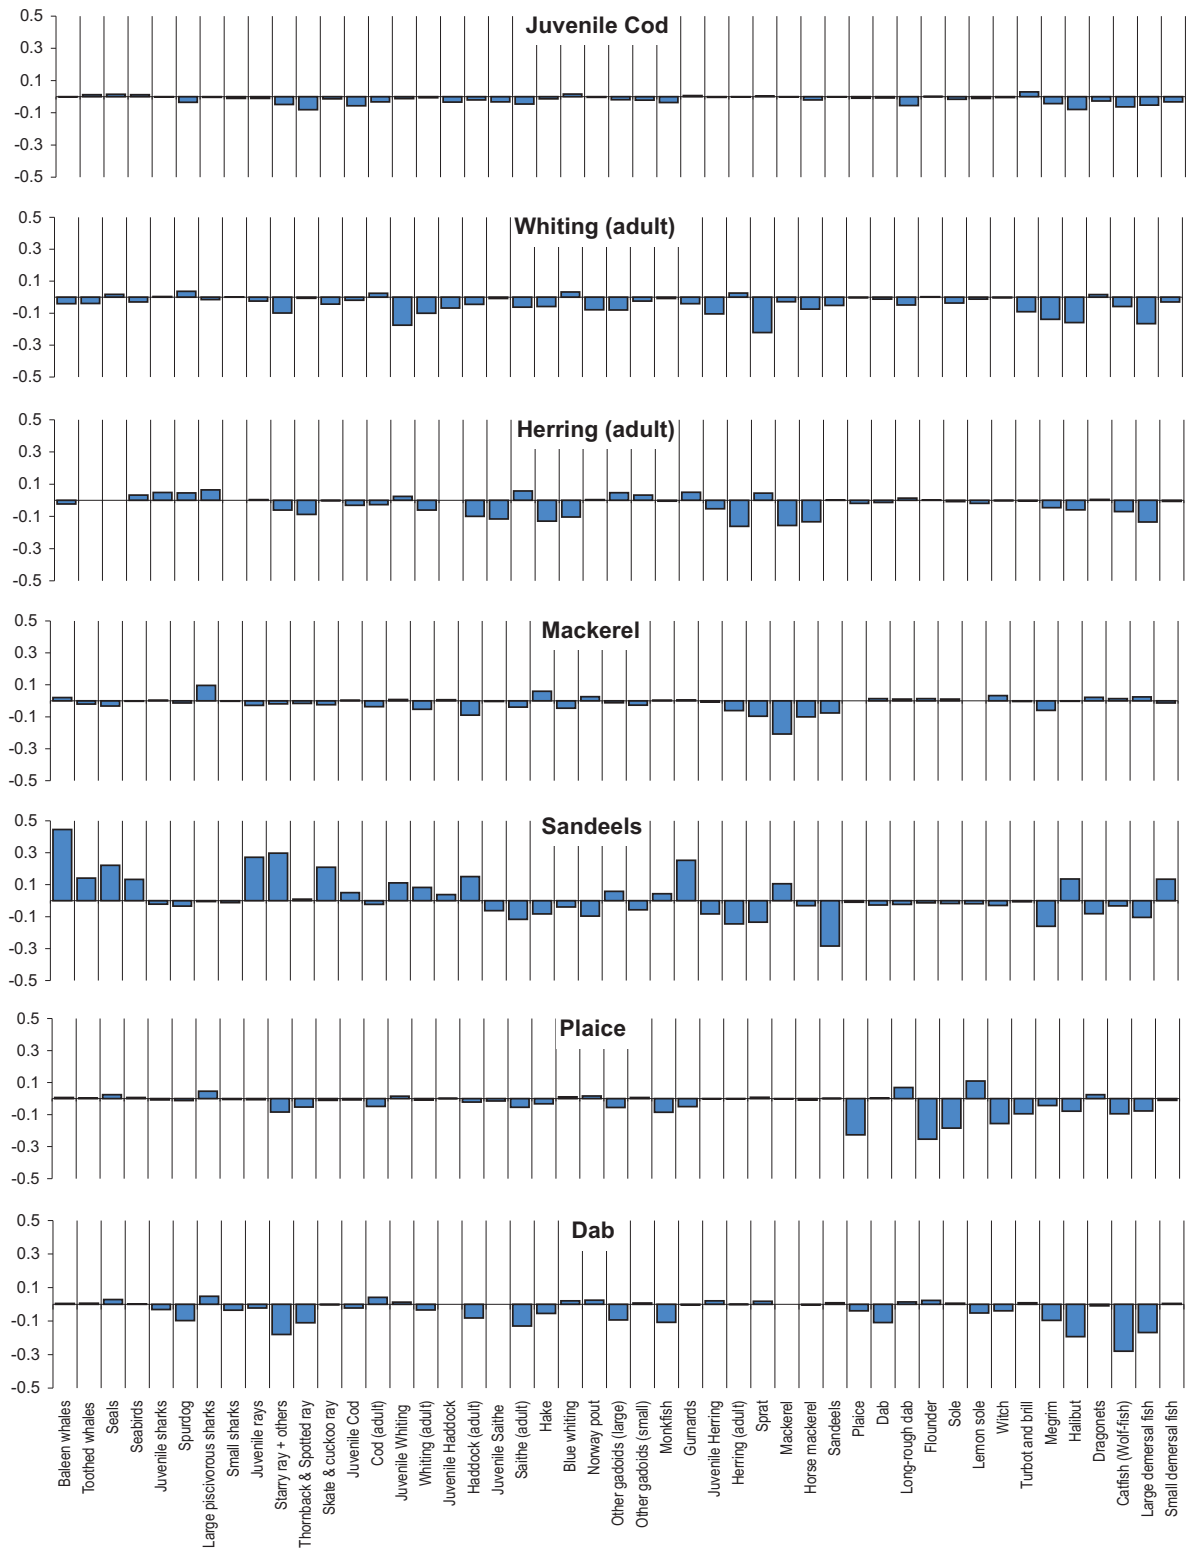 Juvenile Cod
0.5
0.3
0.1
-0.1
-0.3
-0.5
Whiting (adult)
0.5
0.3
0.1
-0.1
-0.3
-0.5
Herring (adult)
0.5
0.3
0.1
-0.1
-0.3
-0.5
Mackerel
0.5
0.3
0.1
-0.1
-0.3
-0.5
Sandeels
0.5
0.3
0.1
-0.1
-0.3
-0.5
Plaice
0.5
0.3
0.1
-0.1
-0.3
-0.5
Dab
0.5
0.3
0.1
-0.1
-0.3
-0.5
Baleen whales
Toothed whales
Seals
Seabirds
Juvenile sharks
Spurdog
Large piscivorous sharks
Small sharks
Juvenile rays
Starry ray + others
Thornback & Spotted ray
Skate & cuckoo ray
Juvenile Cod
Cod (adult)
Juvenile Whiting
Whiting (adult)
Juvenile Haddock
Haddock (adult)
Juvenile Saithe
Saithe (adult)
Hake
Blue whiting
Norway pout
Other gadoids (large)
Other gadoids (small)
Monkfish
Gurnards
Juvenile Herring
Herring (adult)
Sprat
Mackerel
Horse mackerel
Sandeels
Plaice
Dab
Long-rough dab
Flounder
Sole
Lemon sole
Witch
Turbot and brill
Megrim
Halibut
Dragonets
Catfish (Wolf-fish)
Large demersal fish
Small demersal fish